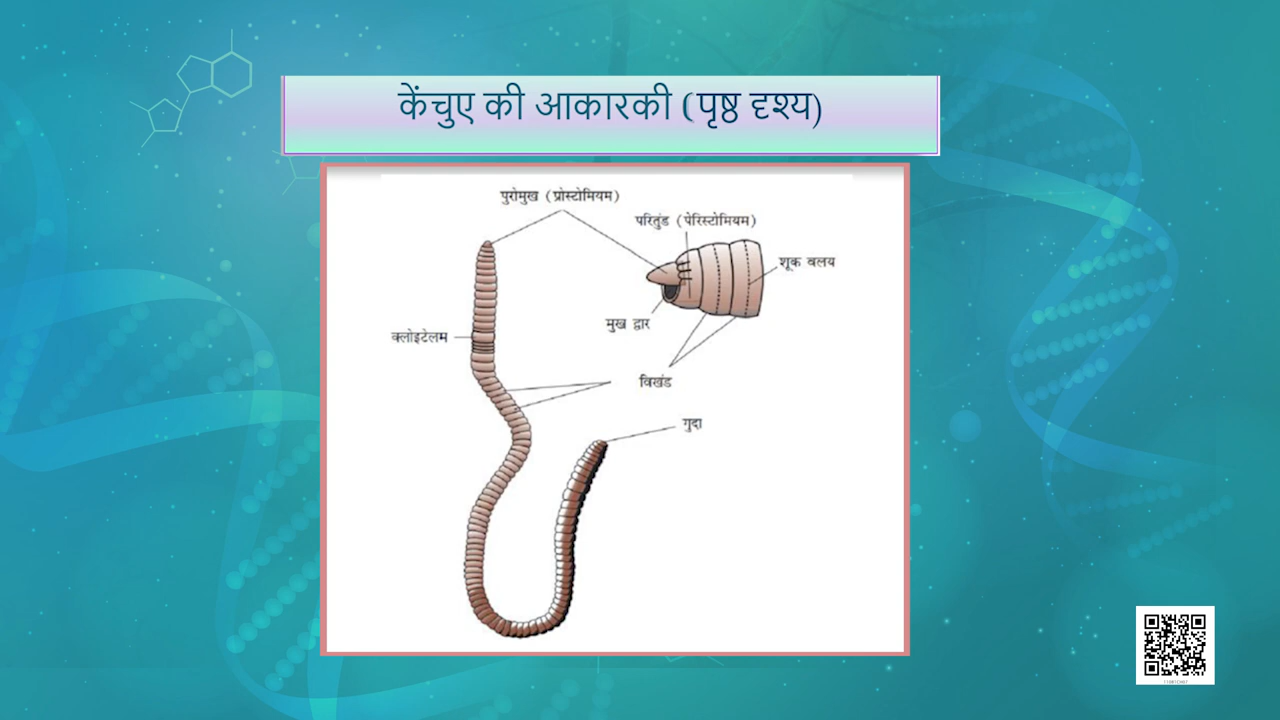 केंचुए की आकारकी (पृष्ठ दृश्य)
पुरोमुख (प्रोस्टोमियम)
परितुंड (पेरिस्टोमियम)
शूक वलय
मुख द्वार
क्लोइटेलम
विखंड
गुदा